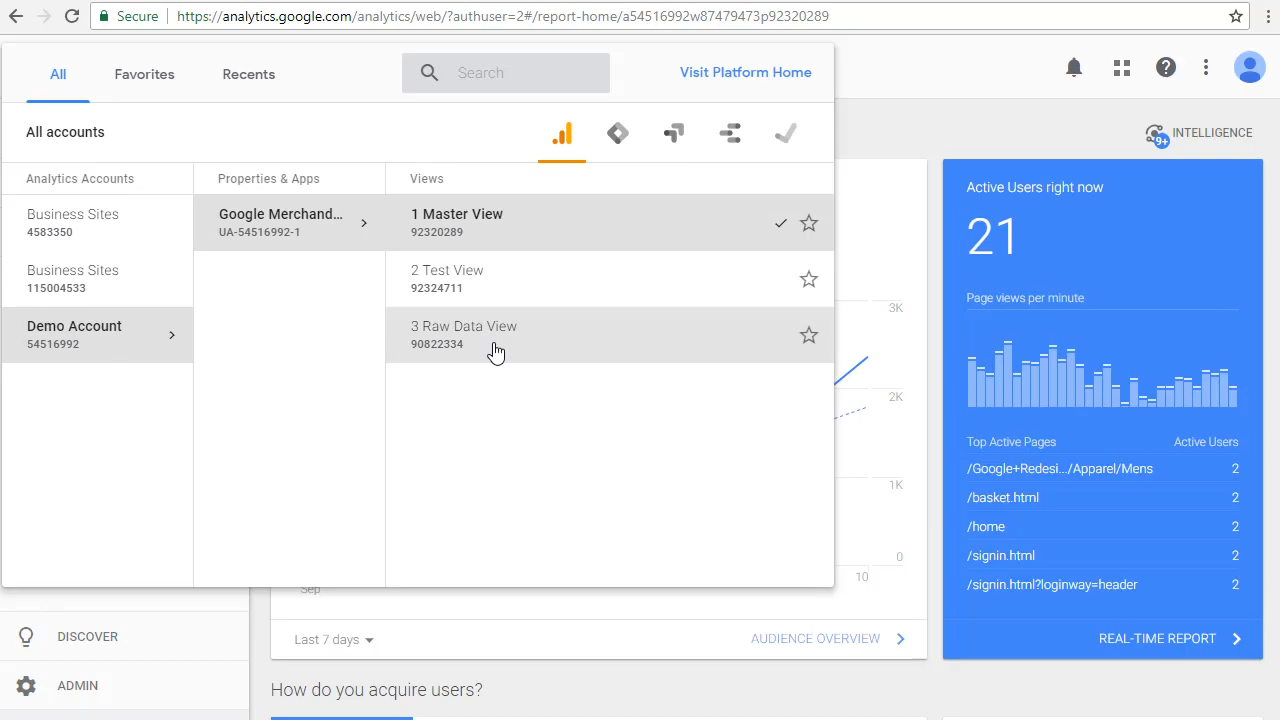 Secure
https://analytics.google.com/analytics/web/?authuser=2#/report-home/a54516992w87479473p92320289
All
Favorites
Recents
Search
Visit Platform Home
All accounts
9+
INTELLIGENCE
Analytics Accounts
Properties & Apps
Views
Business Sites
4583350
Business Sites
115004533
Demo Account
54516992
Google Merchand...
UA-54516992-1
1 Master View
92320289
2 Test View
92324711
3 Raw Data View
90822334
3K
2K
1K
0
10
Sep
Last 7 days
AUDIENCE OVERVIEW
Active Users right now
21
Page views per minute
Top Active Pages Active Users
/Google+Redesi.../Apparel/Mens 2
/basket.html 2
/home 2
/signin.html 2
/signin.html?loginway=header 2
REAL-TIME REPORT
DISCOVER
ADMIN
How do you acquire users?